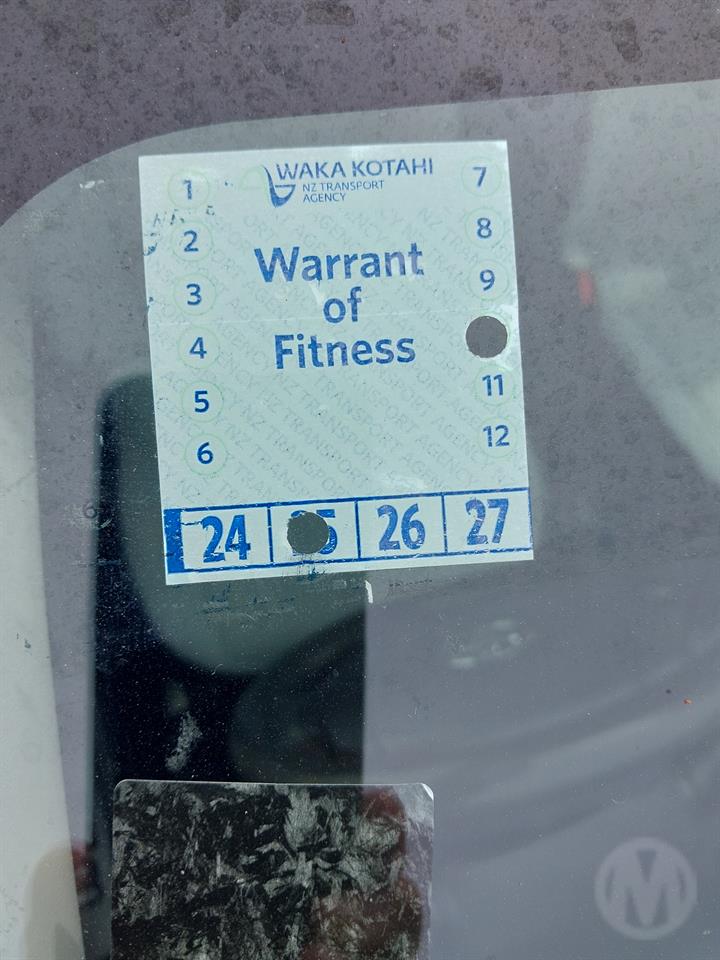 WAKA KOTAHI
NZ TRANSPORT
AGENCY
Warrant
of
Fitness
1
2
3
4
5
6
7
8
9
11
12
24
26
27
M